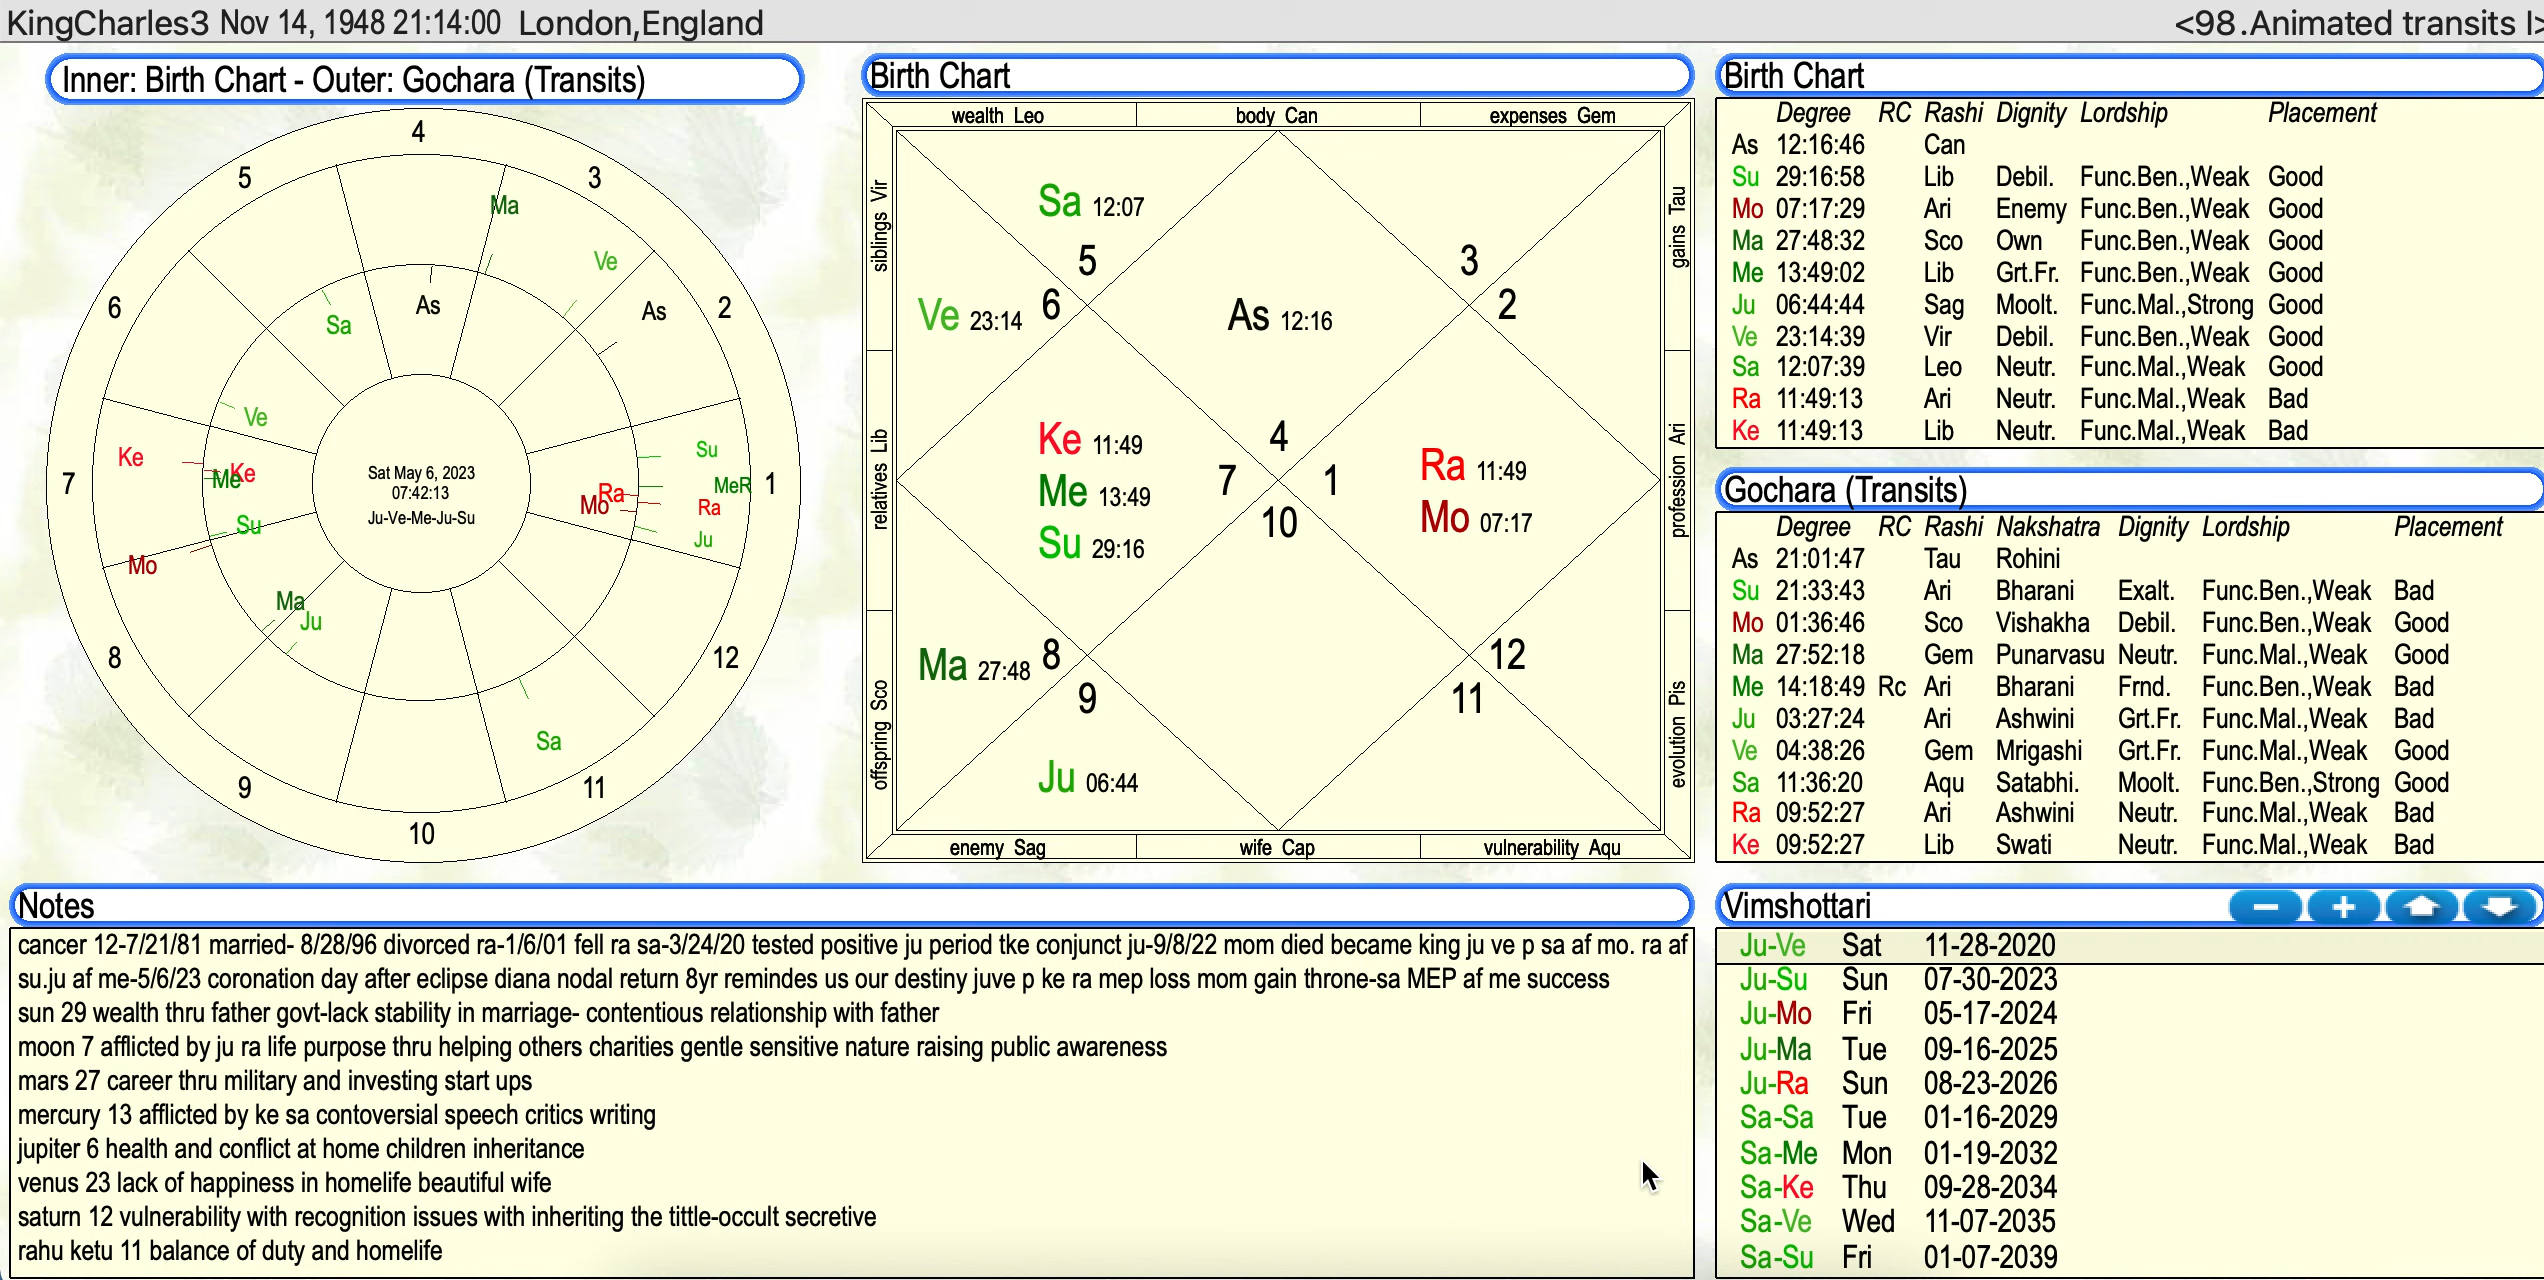 KingCharles3 Nov 14, 1948 21:14:00 London,England
<98.Animated transits I>
Inner: Birth Chart - Outer: Gochara (Transits)
4
5
3
Ma
Ve
6
2
As
As
Sa
Ve
Ke
Ke
Me
7
Su
Mo
Sat May 6, 2023
07:42:13
Ju-Ve-Me-Ju-Su
Su
MeR
1
Ra
Ra
Mo
Ju
Ma
Ju
8
12
Sa
9
11
10
Birth Chart
wealth Leo
body Can
expenses Gem
siblings Vir
gains Tau
Sa 12:07
5
3
Ve 23:14
6
As 12:16
2
relatives Lib
profession Ari
Ke 11:49
Me 13:49
Su 29:16
4
7
1
10
Ra 11:49
Mo 07:17
offspring Sco
evolution Pis
Ma 27:48
8
9
12
11
Ju 06:44
enemy Sag
wife Cap
vulnerability Aqu
Birth Chart
Degree RC Rashi Dignity Lordship Placement
As 12:16:46 Can
Su 29:16:58 Lib Debil. Func.Ben.,Weak Good
Mo 07:17:29 Ari Enemy Func.Ben.,Weak Good
Ma 27:48:32 Sco Own Func.Ben.,Weak Good
Me 13:49:02 Lib Grt.Fr. Func.Ben.,Weak Good
Ju 06:44:44 Sag Moolt. Func.Mal.,Strong Good
Ve 23:14:39 Vir Debil. Func.Ben.,Weak Good
Sa 12:07:39 Leo Neutr. Func.Mal.,Weak Good
Ra 11:49:13 Ari Neutr. Func.Mal.,Weak Bad
Ke 11:49:13 Lib Neutr. Func.Mal.,Weak Bad
Gochara (Transits)
Degree RC Rashi Nakshatra Dignity Lordship Placement
As 21:01:47 Tau Rohini
Su 21:33:43 Ari Bharani Exalt. Func.Ben.,Weak Bad
Mo 01:36:46 Sco Vishakha Debil. Func.Ben.,Weak Good
Ma 27:52:18 Gem Punarvasu Neutr. Func.Mal.,Weak Good
Me 14:18:49 Rc Ari Bharani Frnd. Func.Ben.,Weak Bad
Ju 03:27:24 Ari Ashwini Grt.Fr. Func.Mal.,Weak Bad
Ve 04:38:26 Gem Mrigashi Grt.Fr. Func.Mal.,Weak Good
Sa 11:36:20 Aqu Satabhi. Moolt. Func.Ben.,Strong Good
Ra 09:52:27 Ari Ashwini Neutr. Func.Mal.,Weak Bad
Ke 09:52:27 Lib Swati Neutr. Func.Mal.,Weak Bad
Notes
cancer 12-7/21/81 married- 8/28/96 divorced ra-1/6/01 fell ra sa-3/24/20 tested positive ju period tke conjunct ju-9/8/22 mom died became king ju ve p sa af mo. ra af
su.ju af me-5/6/23 coronation day after eclipse diana nodal return 8yr remindes us our destiny juve p ke ra mep loss mom gain throne-sa MEP af me success
sun 29 wealth thru father govt-lack stability in marriage- contentious relationship with father
moon 7 afflicted by ju ra life purpose thru helping others charities gentle sensitive nature raising public awareness
mars 27 career thru military and investing start ups
mercury 13 afflicted by ke sa contoversial speech critics writing
jupiter 6 health and conflict at home children inheritance
venus 23 lack of happiness in homelife beautiful wife
saturn 12 vulnerability with recognition issues with inheriting the tittle-occult secretive
rahu ketu 11 balance of duty and homelife
Vimshottari
Ju-Ve Sat 11-28-2020
Ju-Su Sun 07-30-2023
Ju-Mo Fri 05-17-2024
Ju-Ma Tue 09-16-2025
Ju-Ra Sun 08-23-2026
Sa-Sa Tue 01-16-2029
Sa-Me Mon 01-19-2032
Sa-Ke Thu 09-28-2034
Sa-Ve Wed 11-07-2035
Sa-Su Fri 01-07-2039